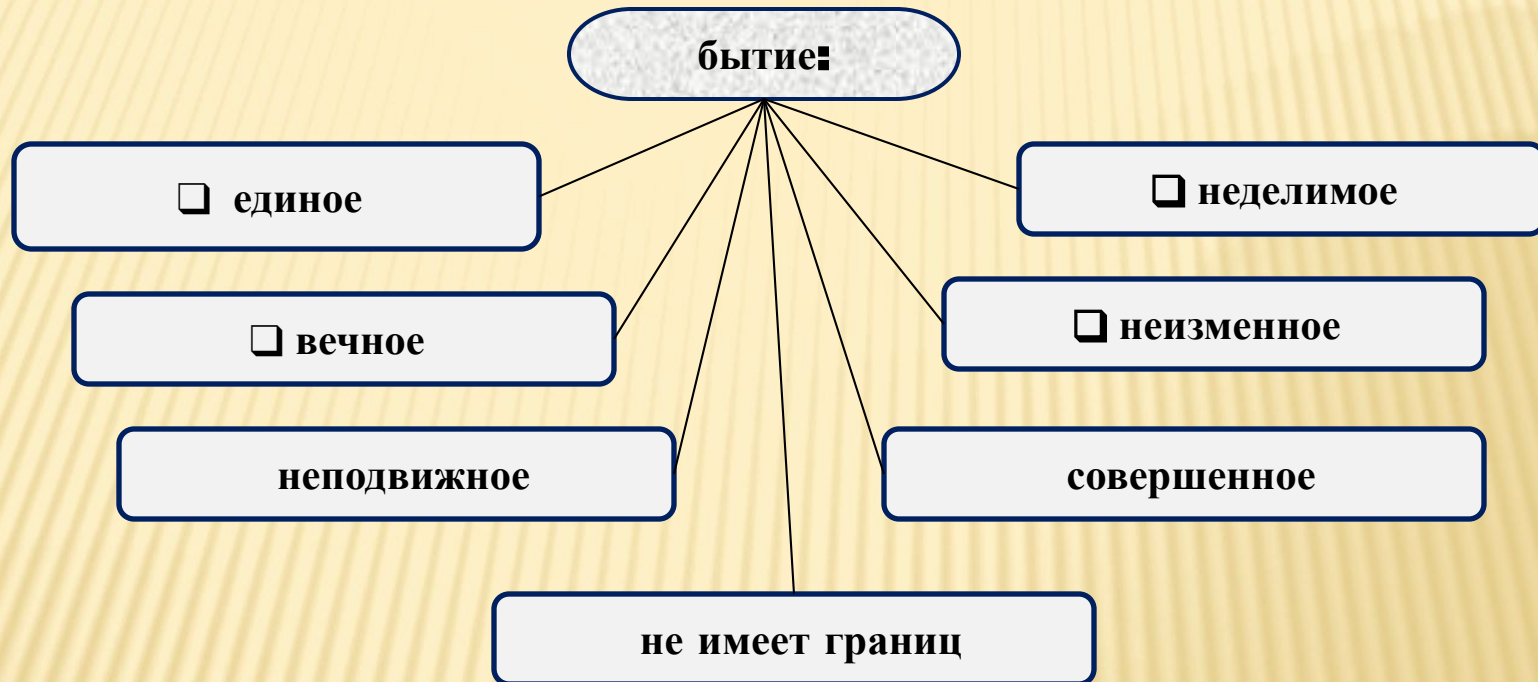 бытие:
❑ единое
❑ неделимое
❑ вечное
❑ неизменное
неподвижное
совершенное
не имеет границ